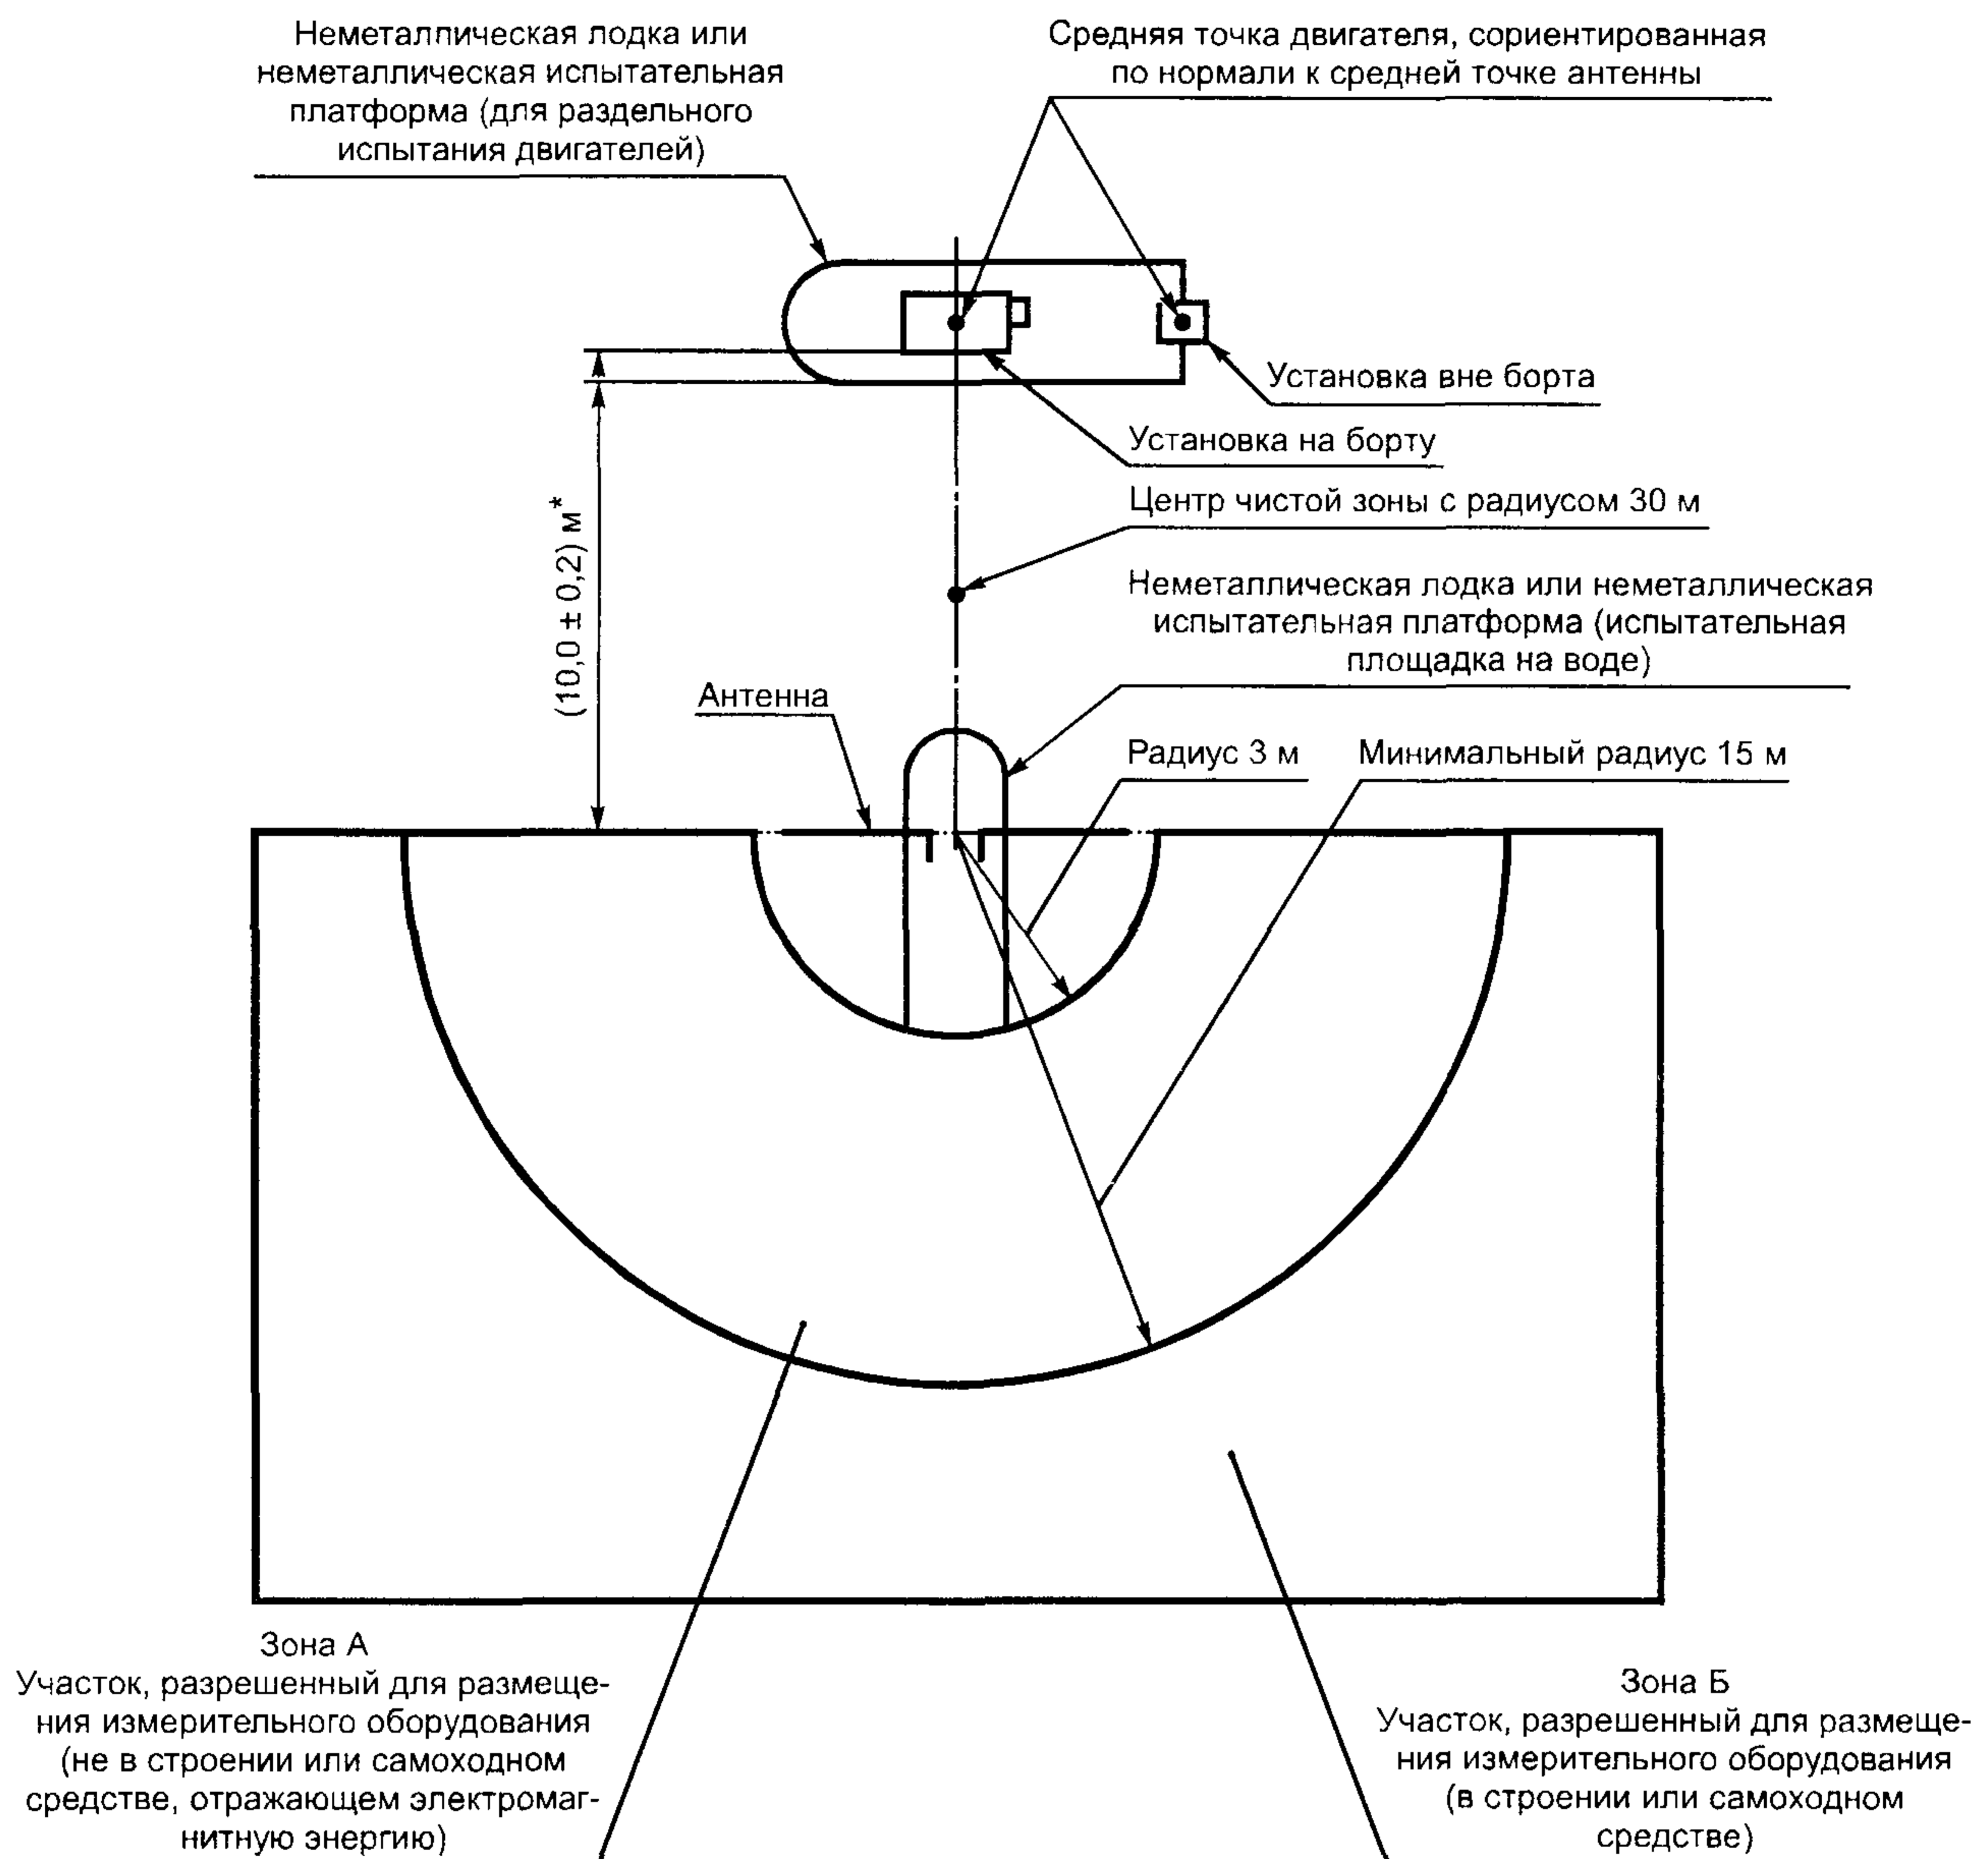 Неметаллическая лодка или
неметаллическая испытательная
платформа (для раздельного
испытания двигателей)
Средняя точка двигателя, сориентированная
по нормали к средней точке антенны
Установка вне борта
Установка на борту
Центр чистой зоны с радиусом 30 м
(10,0 ± 0,2) м*
Неметаллическая лодка или неметаллическая
испытательная платформа (испытательная
площадка на воде)
Антенна
Радиус 3 м
Минимальный радиус 15 м
Зона А
Участок, разрешенный для размеще-
ния измерительного оборудования
(не в строении или самоходном
средстве, отражающем электромаг-
нитную энергию)
Зона Б
Участок, разрешенный для размеще-
ния измерительного оборудования
(в строении или самоходном
средстве)